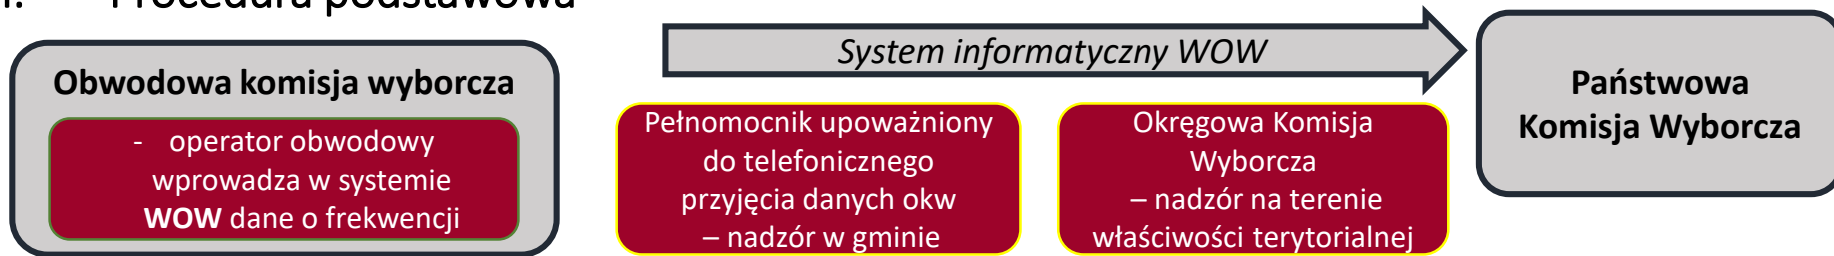 I. Procedura podstawowa
Obwodowa komisja wyborcza
- operator obwodowy
wprowadza w systemie
WOW dane o frekwencji
System informatyczny WOW
Pełnomocnik upoważniony
do telefonicznego
przyjęcia danych okw
– nadzór w gminie
Okręgowa Komisja
Wyborcza
– nadzór na terenie
właściwości terytorialnej
Państwowa
Komisja Wyborcza